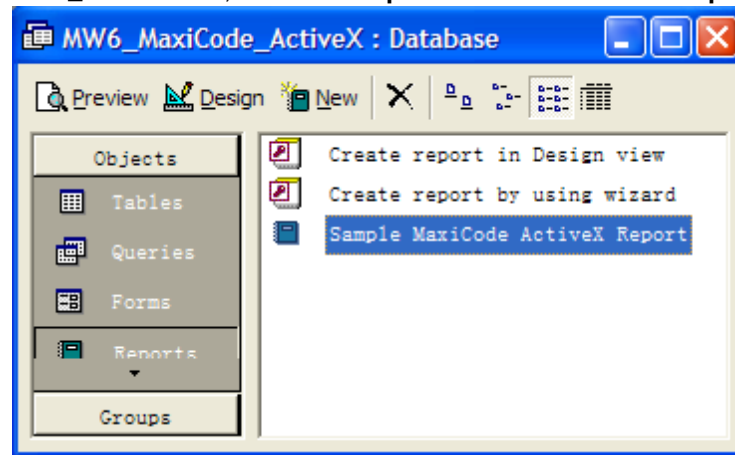 MW6_MaxiCode_ActiveX : Database
Preview Design New
Objects
Tables
Queries
Forms
Reports
Groups
Create report in Design view
Create report by using wizard
Sample MaxiCode ActiveX Report